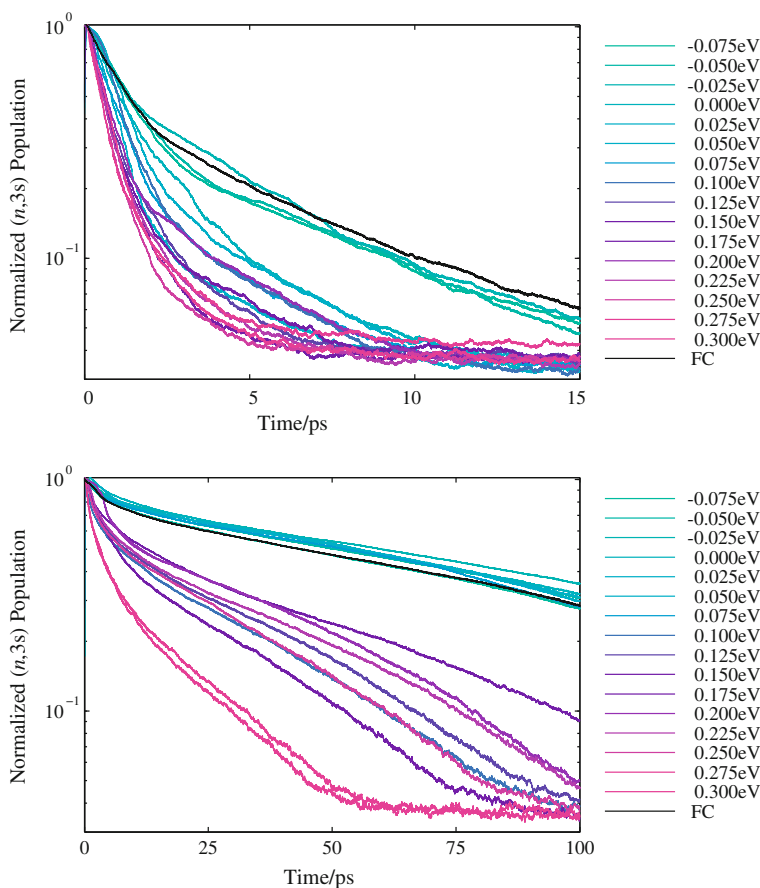 10^0
10^{-1}
Normalized (n,3s) Population
0 5 10 15
Time/ps
-0.075eV
-0.050eV
-0.025eV
0.000eV
0.025eV
0.050eV
0.075eV
0.100eV
0.125eV
0.150eV
0.175eV
0.200eV
0.225eV
0.250eV
0.275eV
0.300eV
FC
10^0
10^{-1}
Normalized (n,3s) Population
0 25 50 75 100
Time/ps
-0.075eV
-0.050eV
-0.025eV
0.000eV
0.025eV
0.050eV
0.075eV
0.100eV
0.125eV
0.150eV
0.175eV
0.200eV
0.225eV
0.250eV
0.275eV
0.300eV
FC